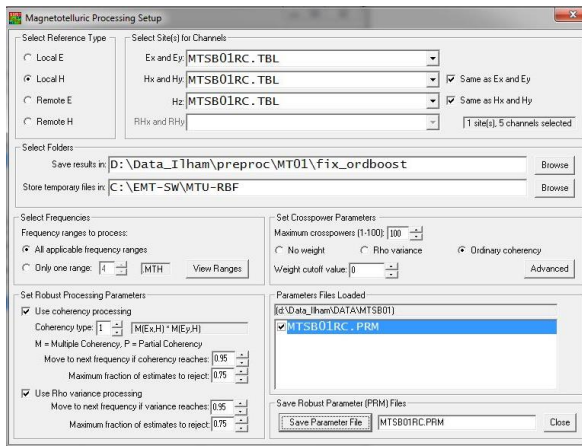 Magnetotelluric Processing Setup
Select Reference Type
Local E
Local H
Remote E
Remote H
Select Site(s) for Channels
Ex and Ey: MTSB01RC.TBL
Hx and Hy: MTSB01RC.TBL
Same as Ex and Ey
Hz: MTSB01RC.TBL
Same as Hx and Hy
RHx and RHy
1 site(s), 5 channels selected
Select Folders
Save results in: D:\Data_Ilham\preproc\MT01\fix_ordboost
Browse
Store temporary files in: C:\EMT-SW\MTU-RBF
Browse
Select Frequencies
Frequency ranges to process:
All applicable frequency ranges
Only one range: 4 .MTH View Ranges
Set Crosspower Parameters
Maximum crosspowers (1-100): 100
No weight Rho variance Ordinary coherency
Weight cutoff value: 0 Advanced
Set Robust Processing Parameters
Use coherency processing
Coherency type: 1 M(Ex,H) * M(Ey,H)
M = Multiple Coherency, P = Partial Coherency
Move to next frequency if coherency reaches: 0.95
Maximum fraction of estimates to reject: 0.75
Use Rho variance processing
Move to next frequency if variance reaches: 0.95
Maximum fraction of estimates to reject: 0.75
Parameters Files Loaded
(d:\Data_Ilham\DATA\MTSB01)
MTSB01RC.PRM
Save Robust Parameter (PRM) Files
Save Parameter File MTSB01RC.PRM Close